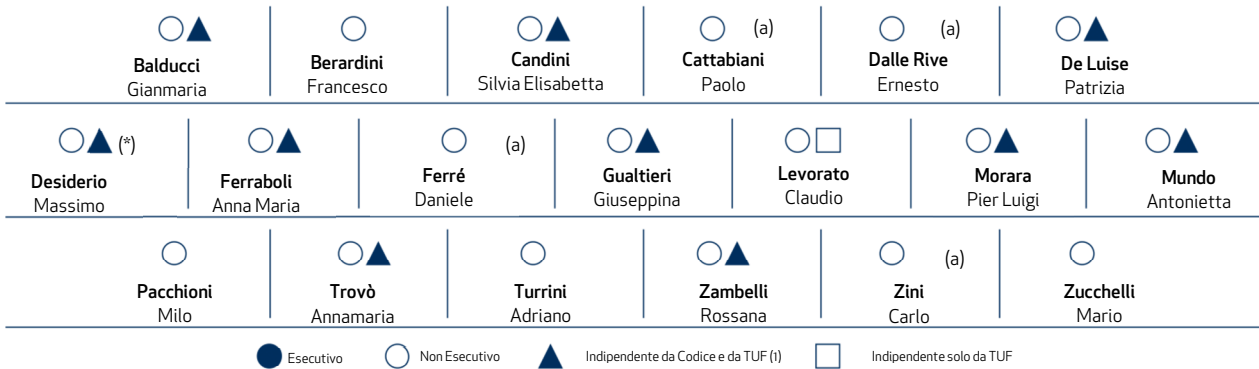 (a) (a)
Balducci Berardini Candini Cattabiani Dalle Rive De Luise
Gianmaria Francesco Silvia Elisabetta Paolo Ernesto Patrizia
(*) (a)
Desiderio Ferraboli Ferré Gualtieri Levorato Morara Mundo
Massimo Anna Maria Daniele Giuseppina Claudio Pier Luigi Antonietta
(a)
Pacchioni Trovò Turrini Zambelli Zini Zucchelli
Milo Annamaria Adriano Rossana Carlo Mario
Esecutivo Non Esecutivo Indipendente da Codice e da TUF (1) Indipendente solo da TUF